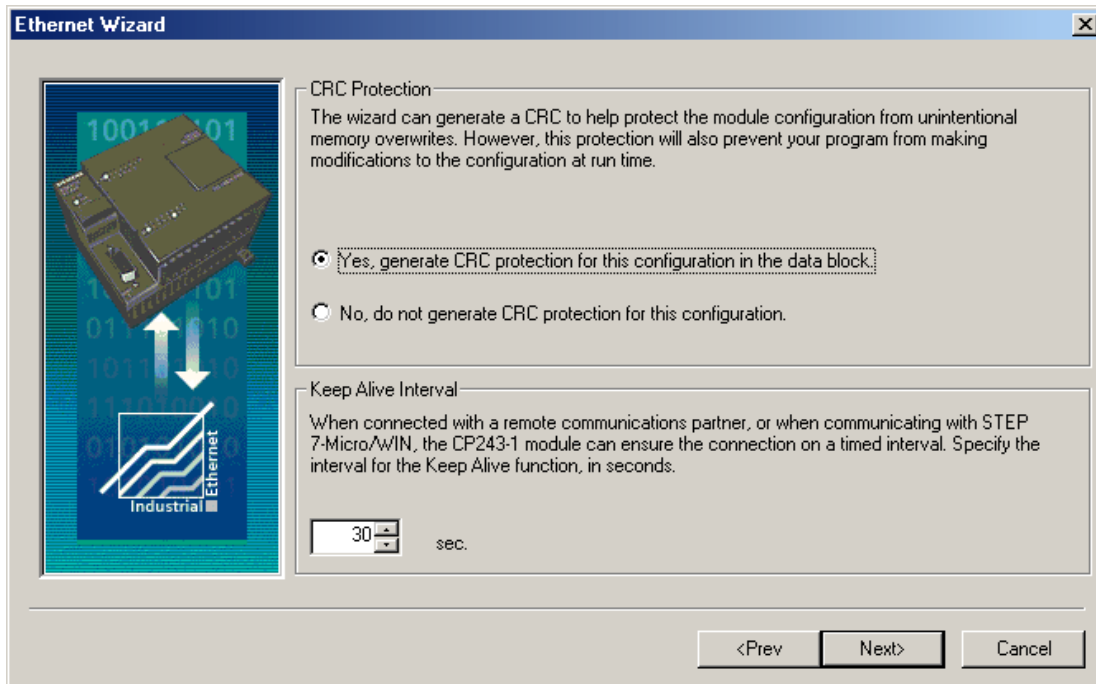 Ethernet Wizard
CRC Protection
The wizard can generate a CRC to help protect the module configuration from unintentional
memory overwrites. However, this protection will also prevent your program from making
modifications to the configuration at run time.
Yes, generate CRC protection for this configuration in the data block.
No, do not generate CRC protection for this configuration.
Keep Alive Interval
When connected with a remote communications partner, or when communicating with STEP
7-Micro/WIN, the CP243-1 module can ensure the connection on a timed interval. Specify the
interval for the Keep Alive function, in seconds.
30
sec.
Industrial
Ethernet
<Prev
Next>
Cancel